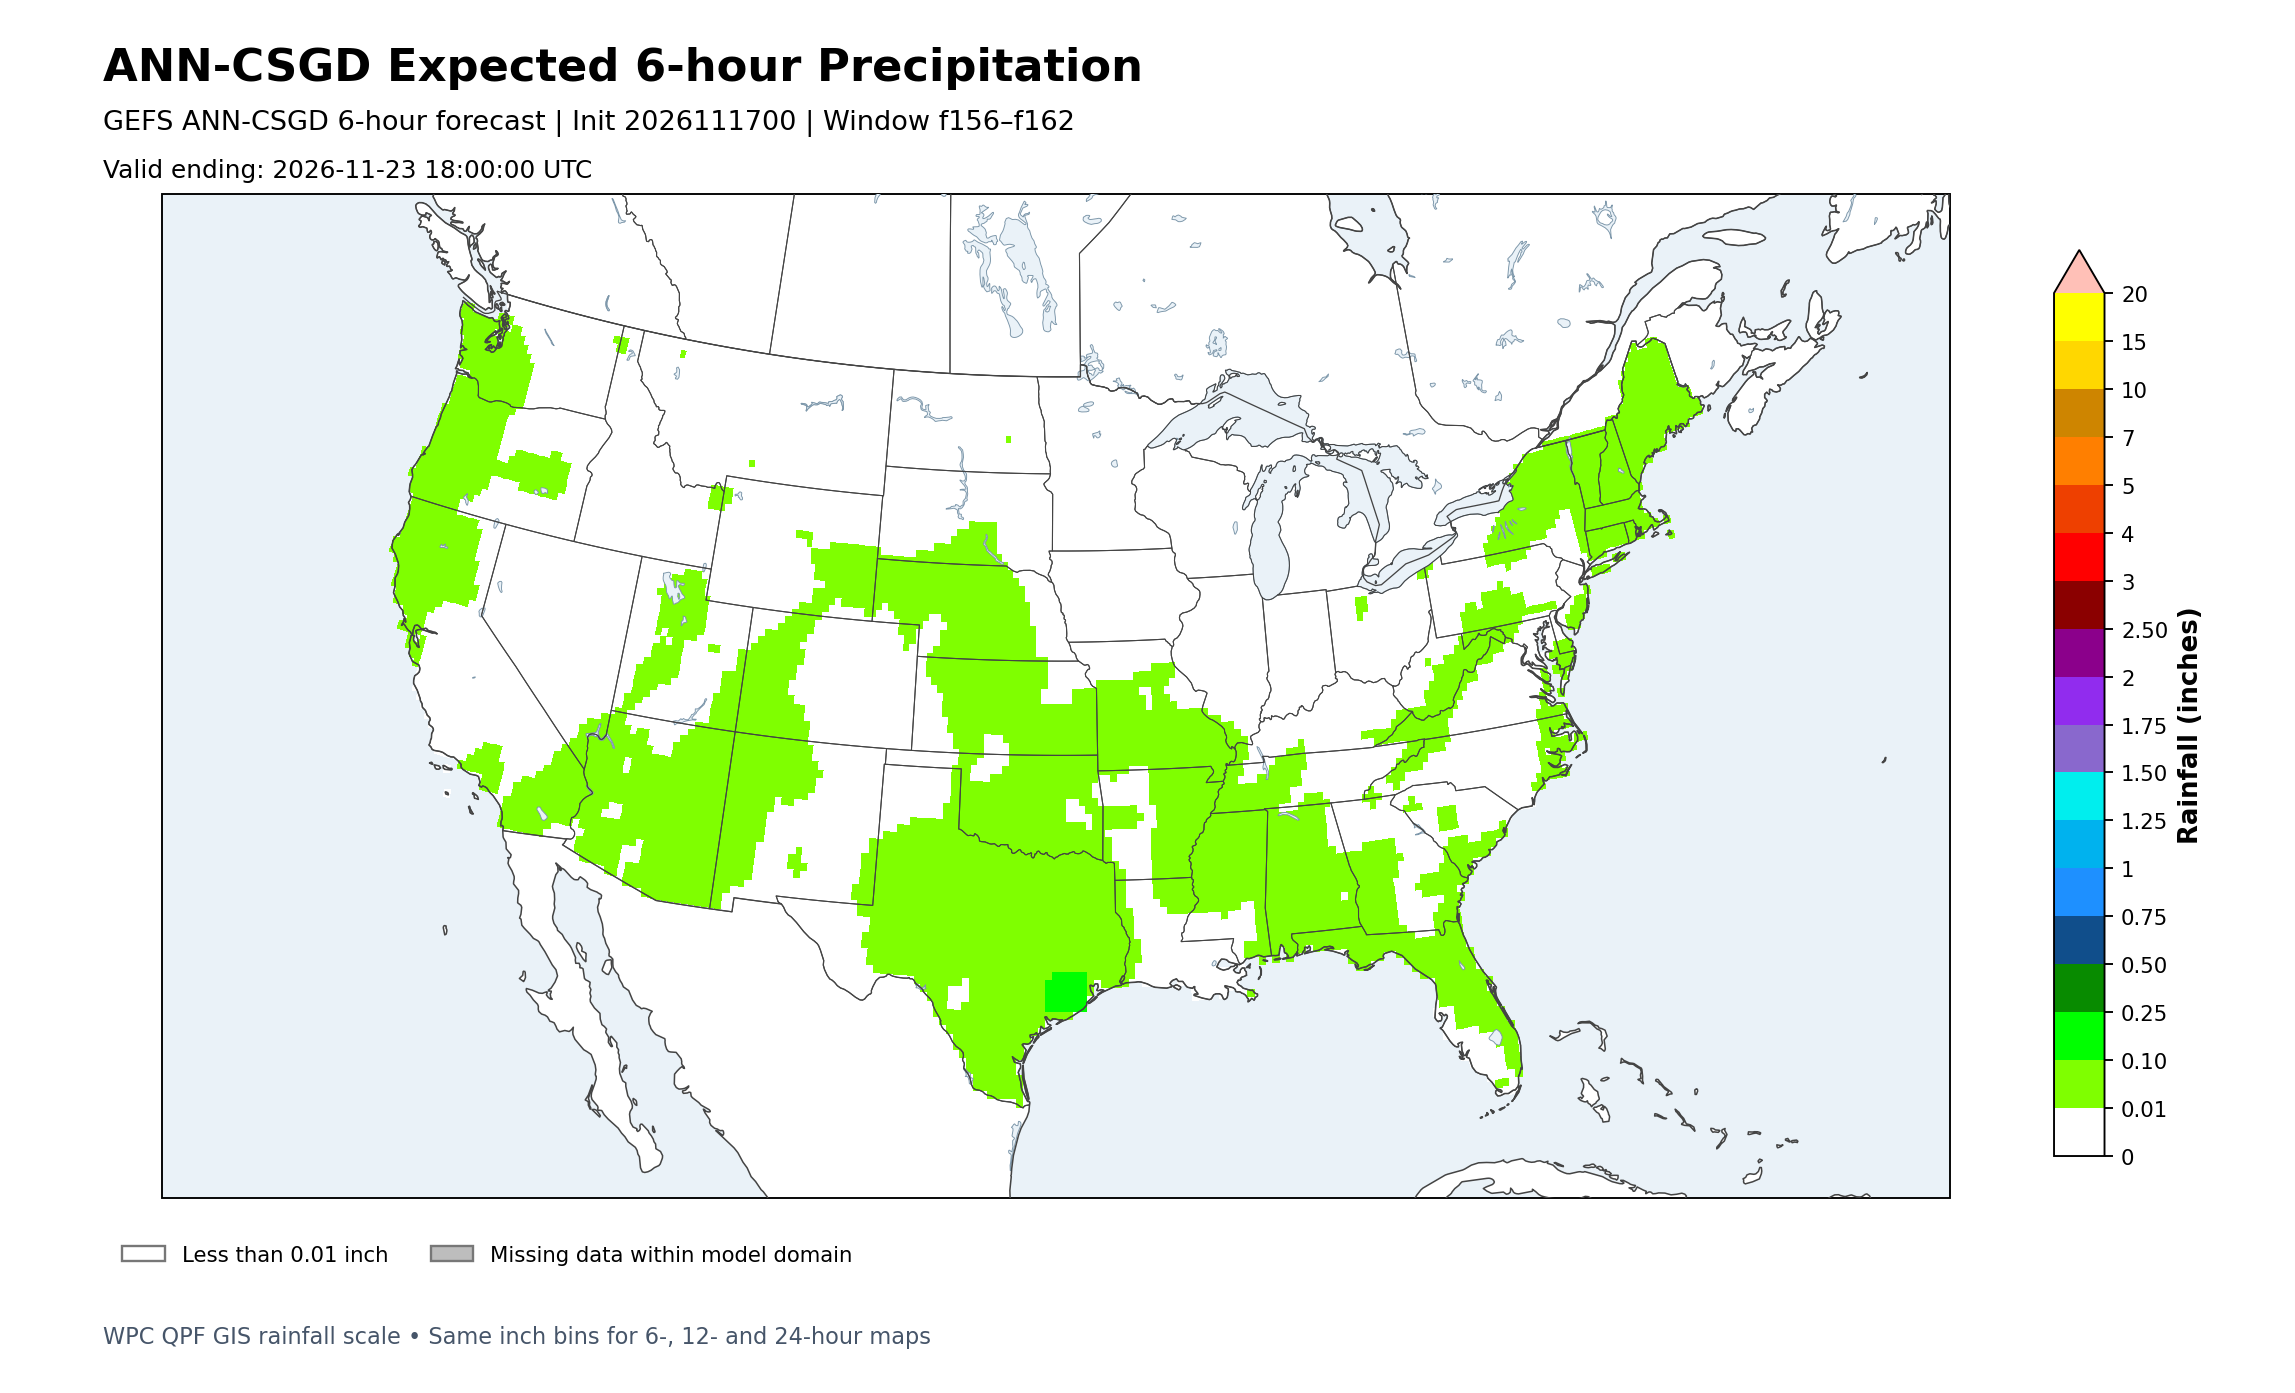 ANN-CSGD Expected 6-hour Precipitation
GEFS ANN-CSGD 6-hour forecast | Init 2026111700 | Window f156–f162
Valid ending: 2026-11-23 18:00:00 UTC
20
15
10
7
5
4
3
2.50
2
1.75
1.50
1.25
1
0.75
0.50
0.25
0.10
0.01
0
Rainfall (inches)
Less than 0.01 inch
Missing data within model domain
WPC QPF GIS rainfall scale • Same inch bins for 6-, 12- and 24-hour maps